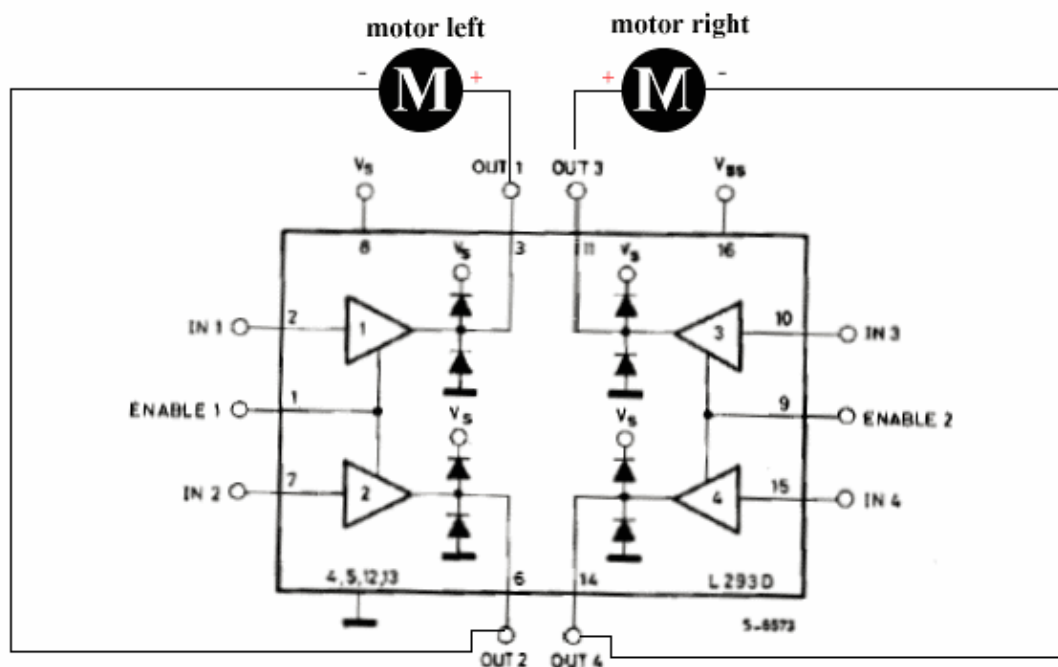 motor left
motor right
- M +
+ M -
Vs
OUT 1
OUT 3
Vss
8
3
11
16
Vs
Vs
IN 1
2
1
3
10
IN 3
ENABLE 1
1
9
ENABLE 2
Vs
Vs
IN 2
7
2
4
15
IN 4
4,5,12,13
6
14
L293D
S-6573
OUT 2
OUT 4